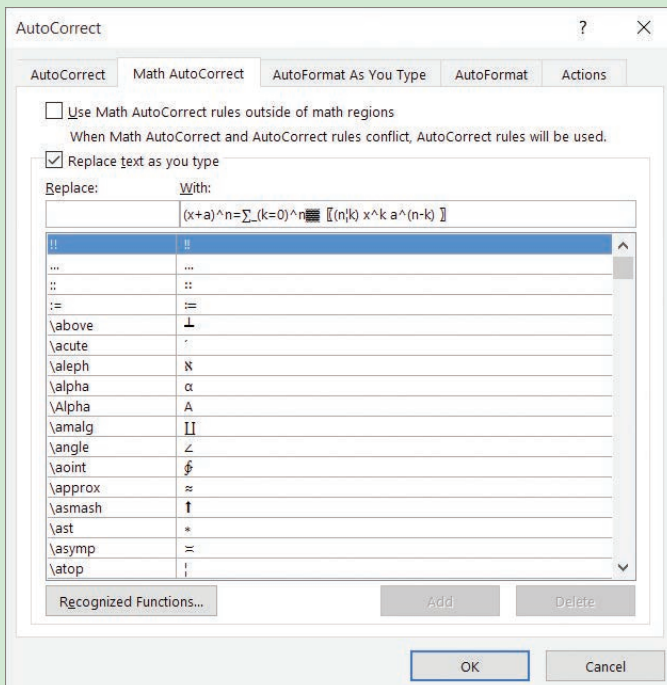 AutoCorrect ? ×
AutoCorrect Math AutoCorrect AutoFormat As You Type AutoFormat Actions
Use Math AutoCorrect rules outside of math regions
When Math AutoCorrect and AutoCorrect rules conflict, AutoCorrect rules will be used.
Replace text as you type
Replace: With:
(x+a)^n=∑_(k=0)^n▒〖(n¦k) x^k a^(n-k) 〗
!! ‼
... …
:: ∷
:= ≔
\above ┴
\acute ́
\aleph ℵ
\alpha α
\Alpha Α
\amalg ∐
\angle ∠
\aoint ∳
\approx ≈
\asmash ⬆
\ast ∗
\asymp ≍
\atop ¦
Recognized Functions... Add Delete
OK Cancel